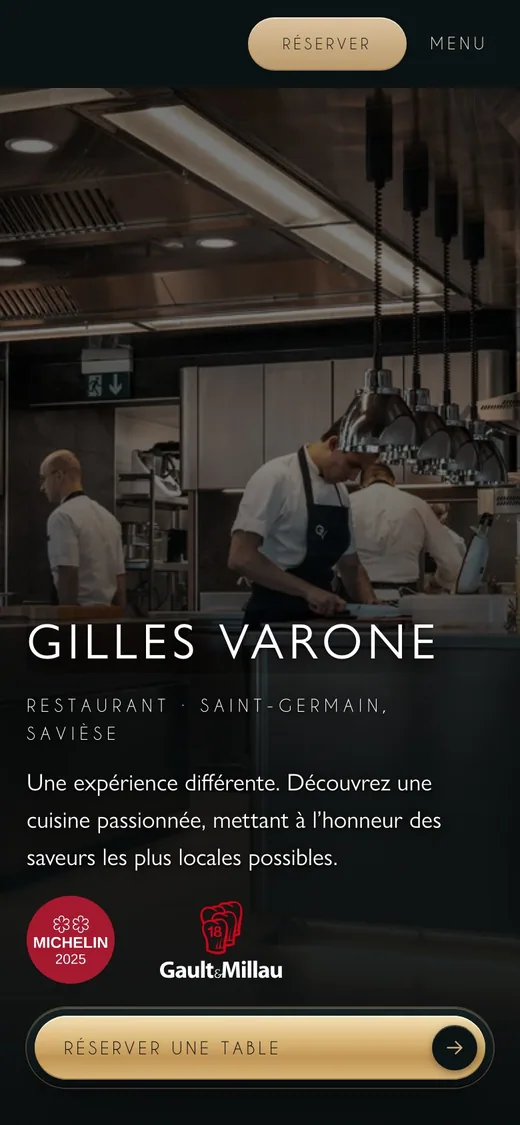 RÉSERVER
MENU
GILLES VARONE
RESTAURANT · SAINT-GERMAIN,
SAVIÈSE
Une expérience différente. Découvrez une
cuisine passionnée, mettant à l’honneur des
saveurs les plus locales possibles.
MICHELIN
2025
18
Gault&Millau
RÉSERVER UNE TABLE